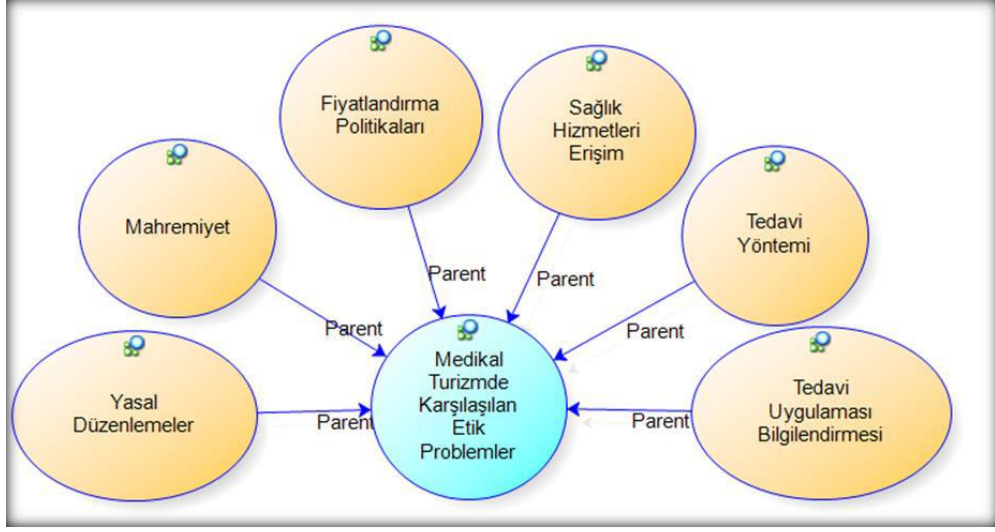 Fiyatlandırma
Politikaları
Sağlık
Hizmetleri
Erişim
Mahremiyet
Tedavi
Yöntemi
Parent
Parent
Parent
Parent
Yasal
Düzenlemeler
Parent
Medikal
Turizmde
Karşılaşılan
Etik
Problemler
Parent
Tedavi
Uygulaması
Bilgilendirmesi